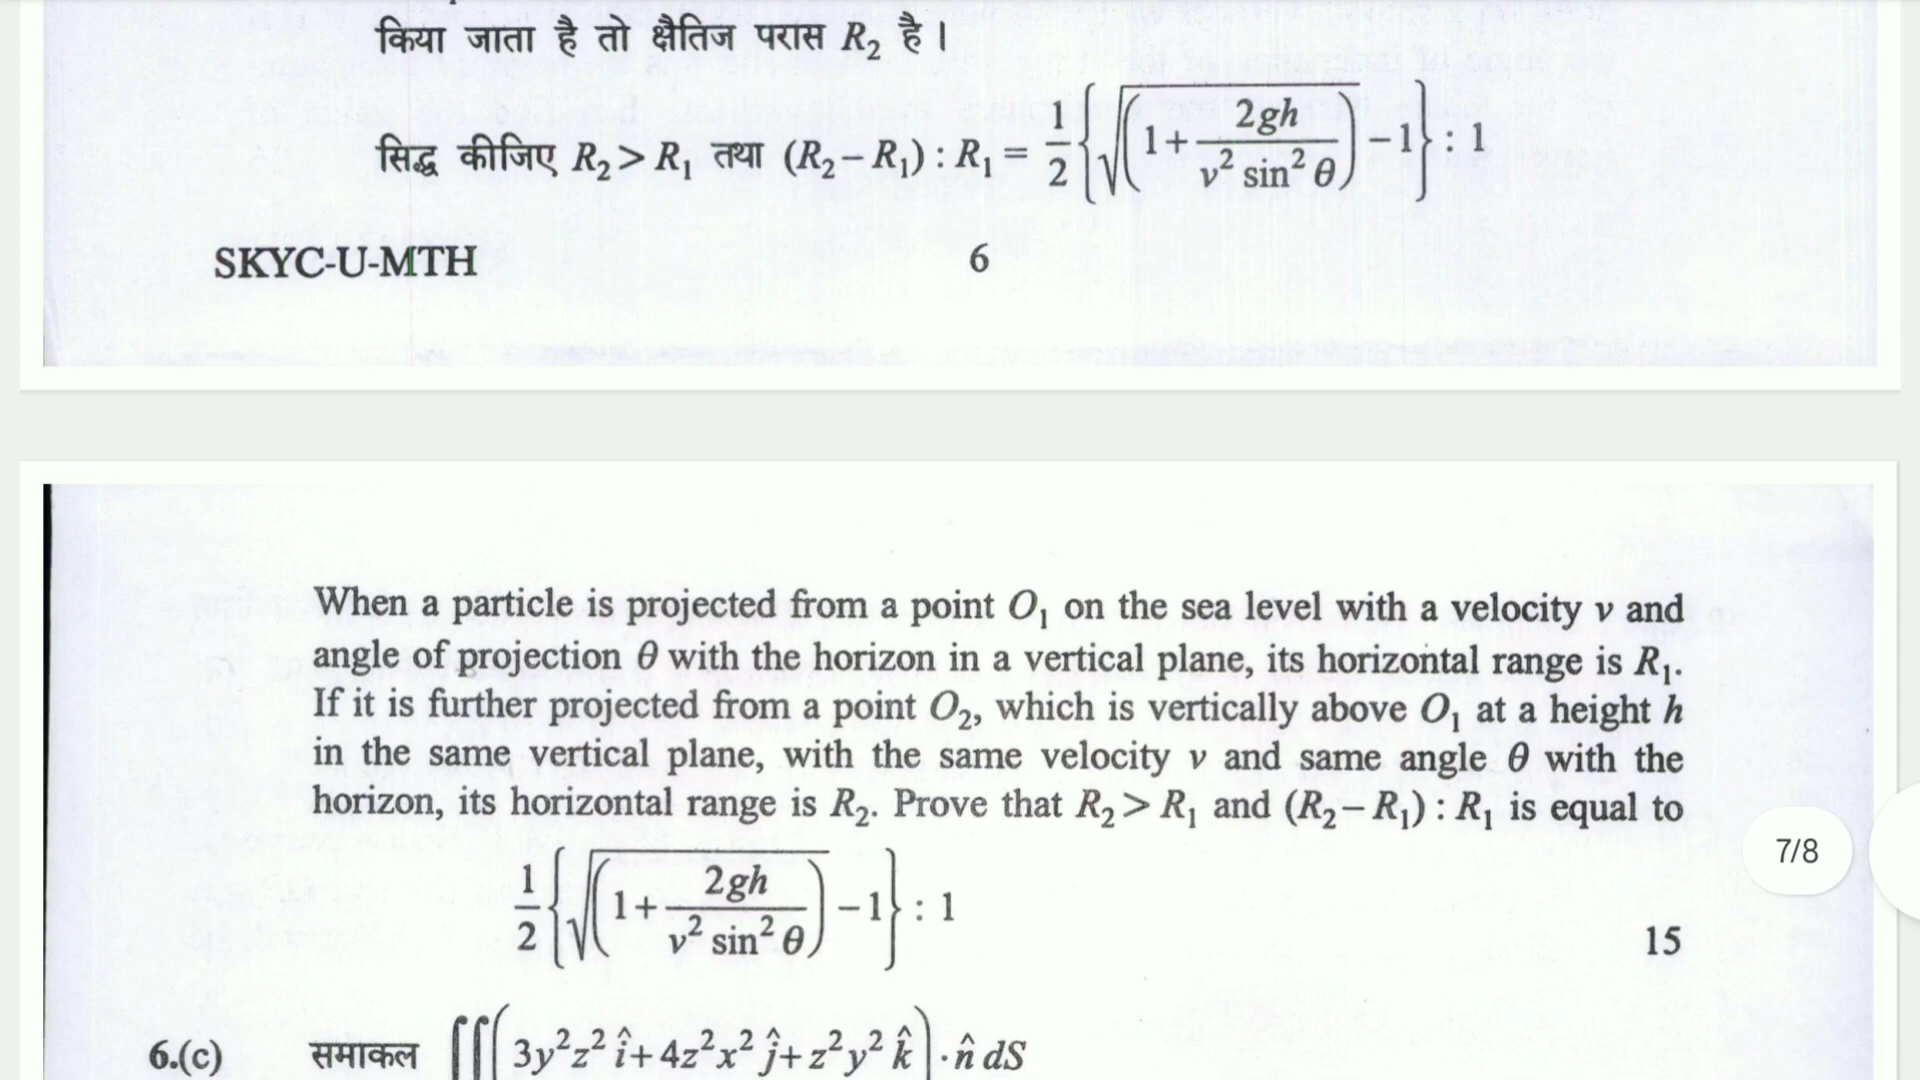 किया जाता है तो क्षैतिज परास R₂ है ।
सिद्ध कीजिए R₂ > R₁ तथा (R₂ – R₁) : R₁ = 1/2 {√(1 + 2gh / v² sin² θ) – 1} : 1
SKYC-U-MTH 6
When a particle is projected from a point O₁ on the sea level with a velocity v and
angle of projection θ with the horizon in a vertical plane, its horizontal range is R₁.
If it is further projected from a point O₂, which is vertically above O₁ at a height h
in the same vertical plane, with the same velocity v and same angle θ with the
horizon, its horizontal range is R₂. Prove that R₂ > R₁ and (R₂ – R₁) : R₁ is equal to
1/2 {√(1 + 2gh / v² sin² θ) – 1} : 1
15
7/8
6.(c) समाकल ∬(3y²z² î + 4z²x² ĵ + z²y² k̂) · n̂ dS